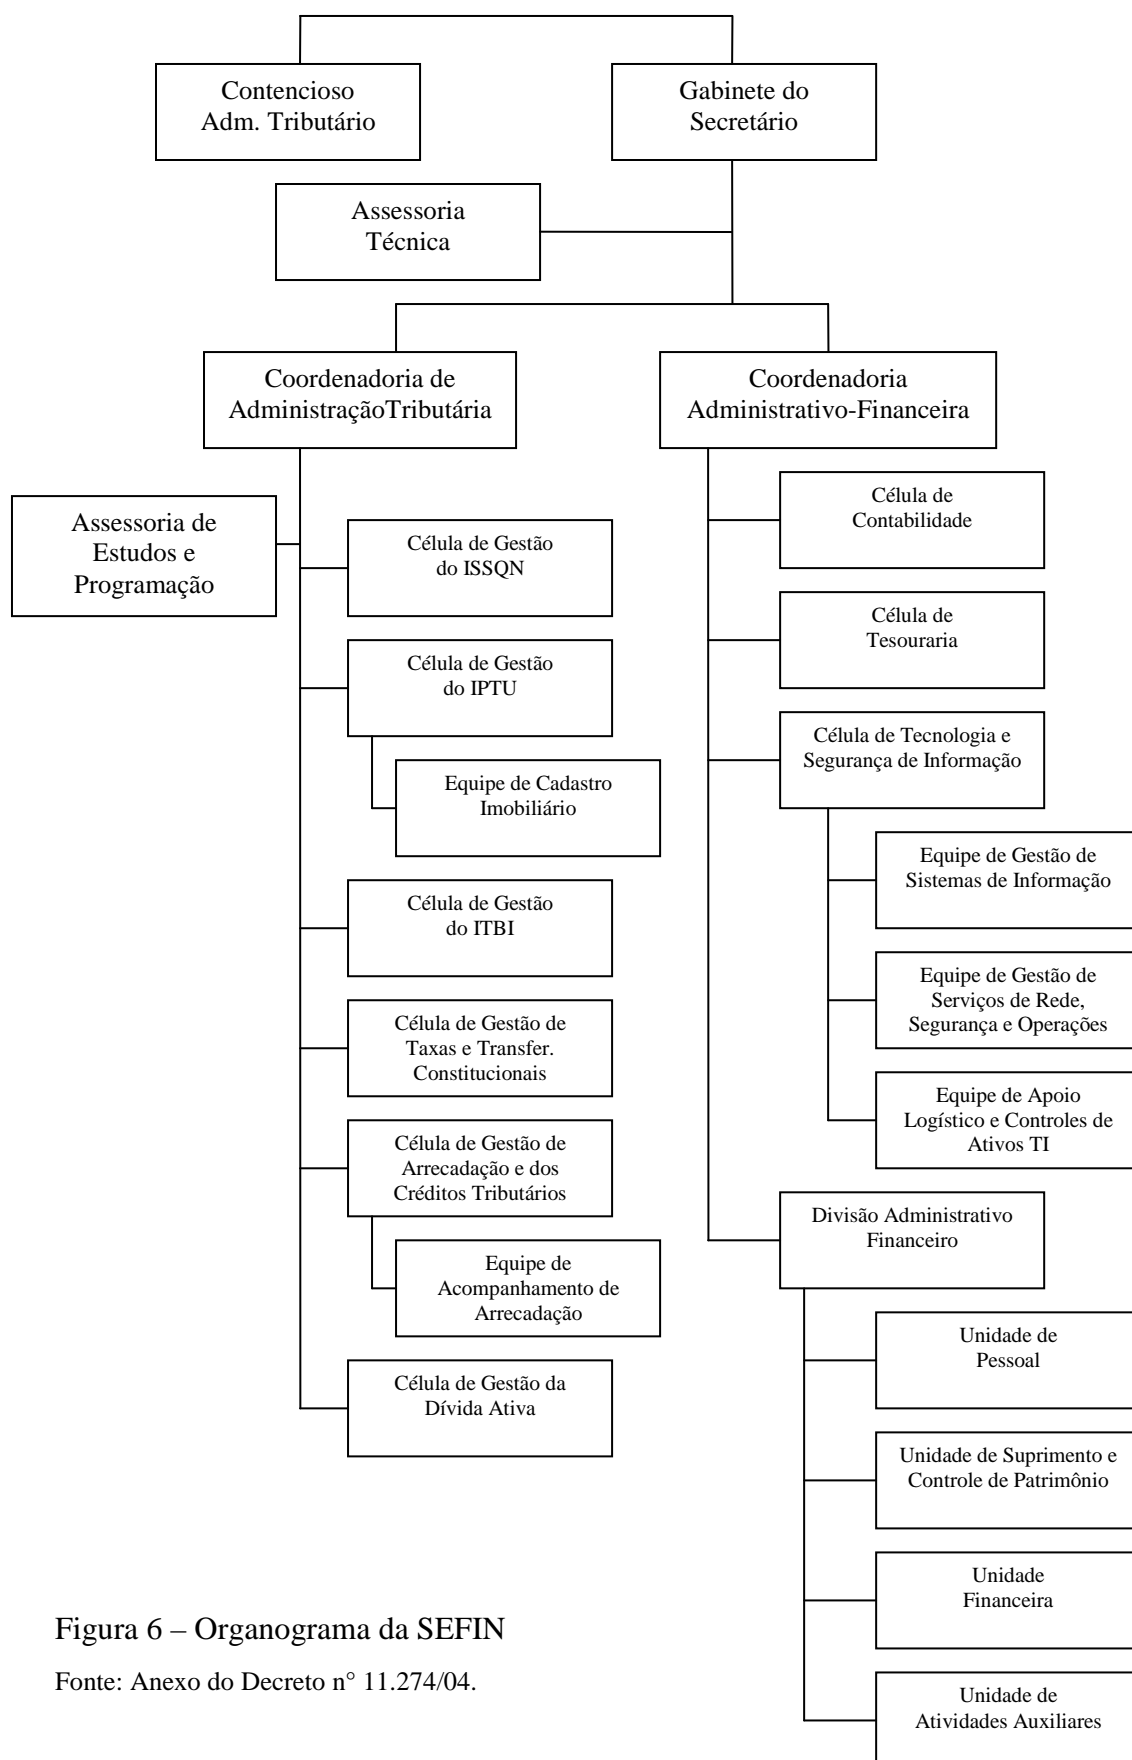 Contencioso
Adm. Tributário
Gabinete do
Secretário
Assessoria
Técnica
Coordenadoria de
AdministraçãoTributária
Coordenadoria
Administrativo-Financeira
Assessoria de
Estudos e
Programação
Célula de Gestão
do ISSQN
Célula de Gestão
do IPTU
Equipe de Cadastro
Imobiliário
Célula de Gestão
do ITBI
Célula de Gestão de
Taxas e Transfer.
Constitucionais
Célula de Gestão de
Arrecadação e dos
Créditos Tributários
Equipe de
Acompanhamento de
Arrecadação
Célula de Gestão da
Dívida Ativa
Célula de
Contabilidade
Célula de
Tesouraria
Célula de Tecnologia e
Segurança de Informação
Equipe de Gestão de
Sistemas de Informação
Equipe de Gestão de
Serviços de Rede,
Segurança e Operações
Equipe de Apoio
Logístico e Controles de
Ativos TI
Divisão Administrativo
Financeiro
Unidade de
Pessoal
Unidade de Suprimento e
Controle de Patrimônio
Unidade
Financeira
Unidade de
Atividades Auxiliares
Figura 6 – Organograma da SEFIN
Fonte: Anexo do Decreto n° 11.274/04.